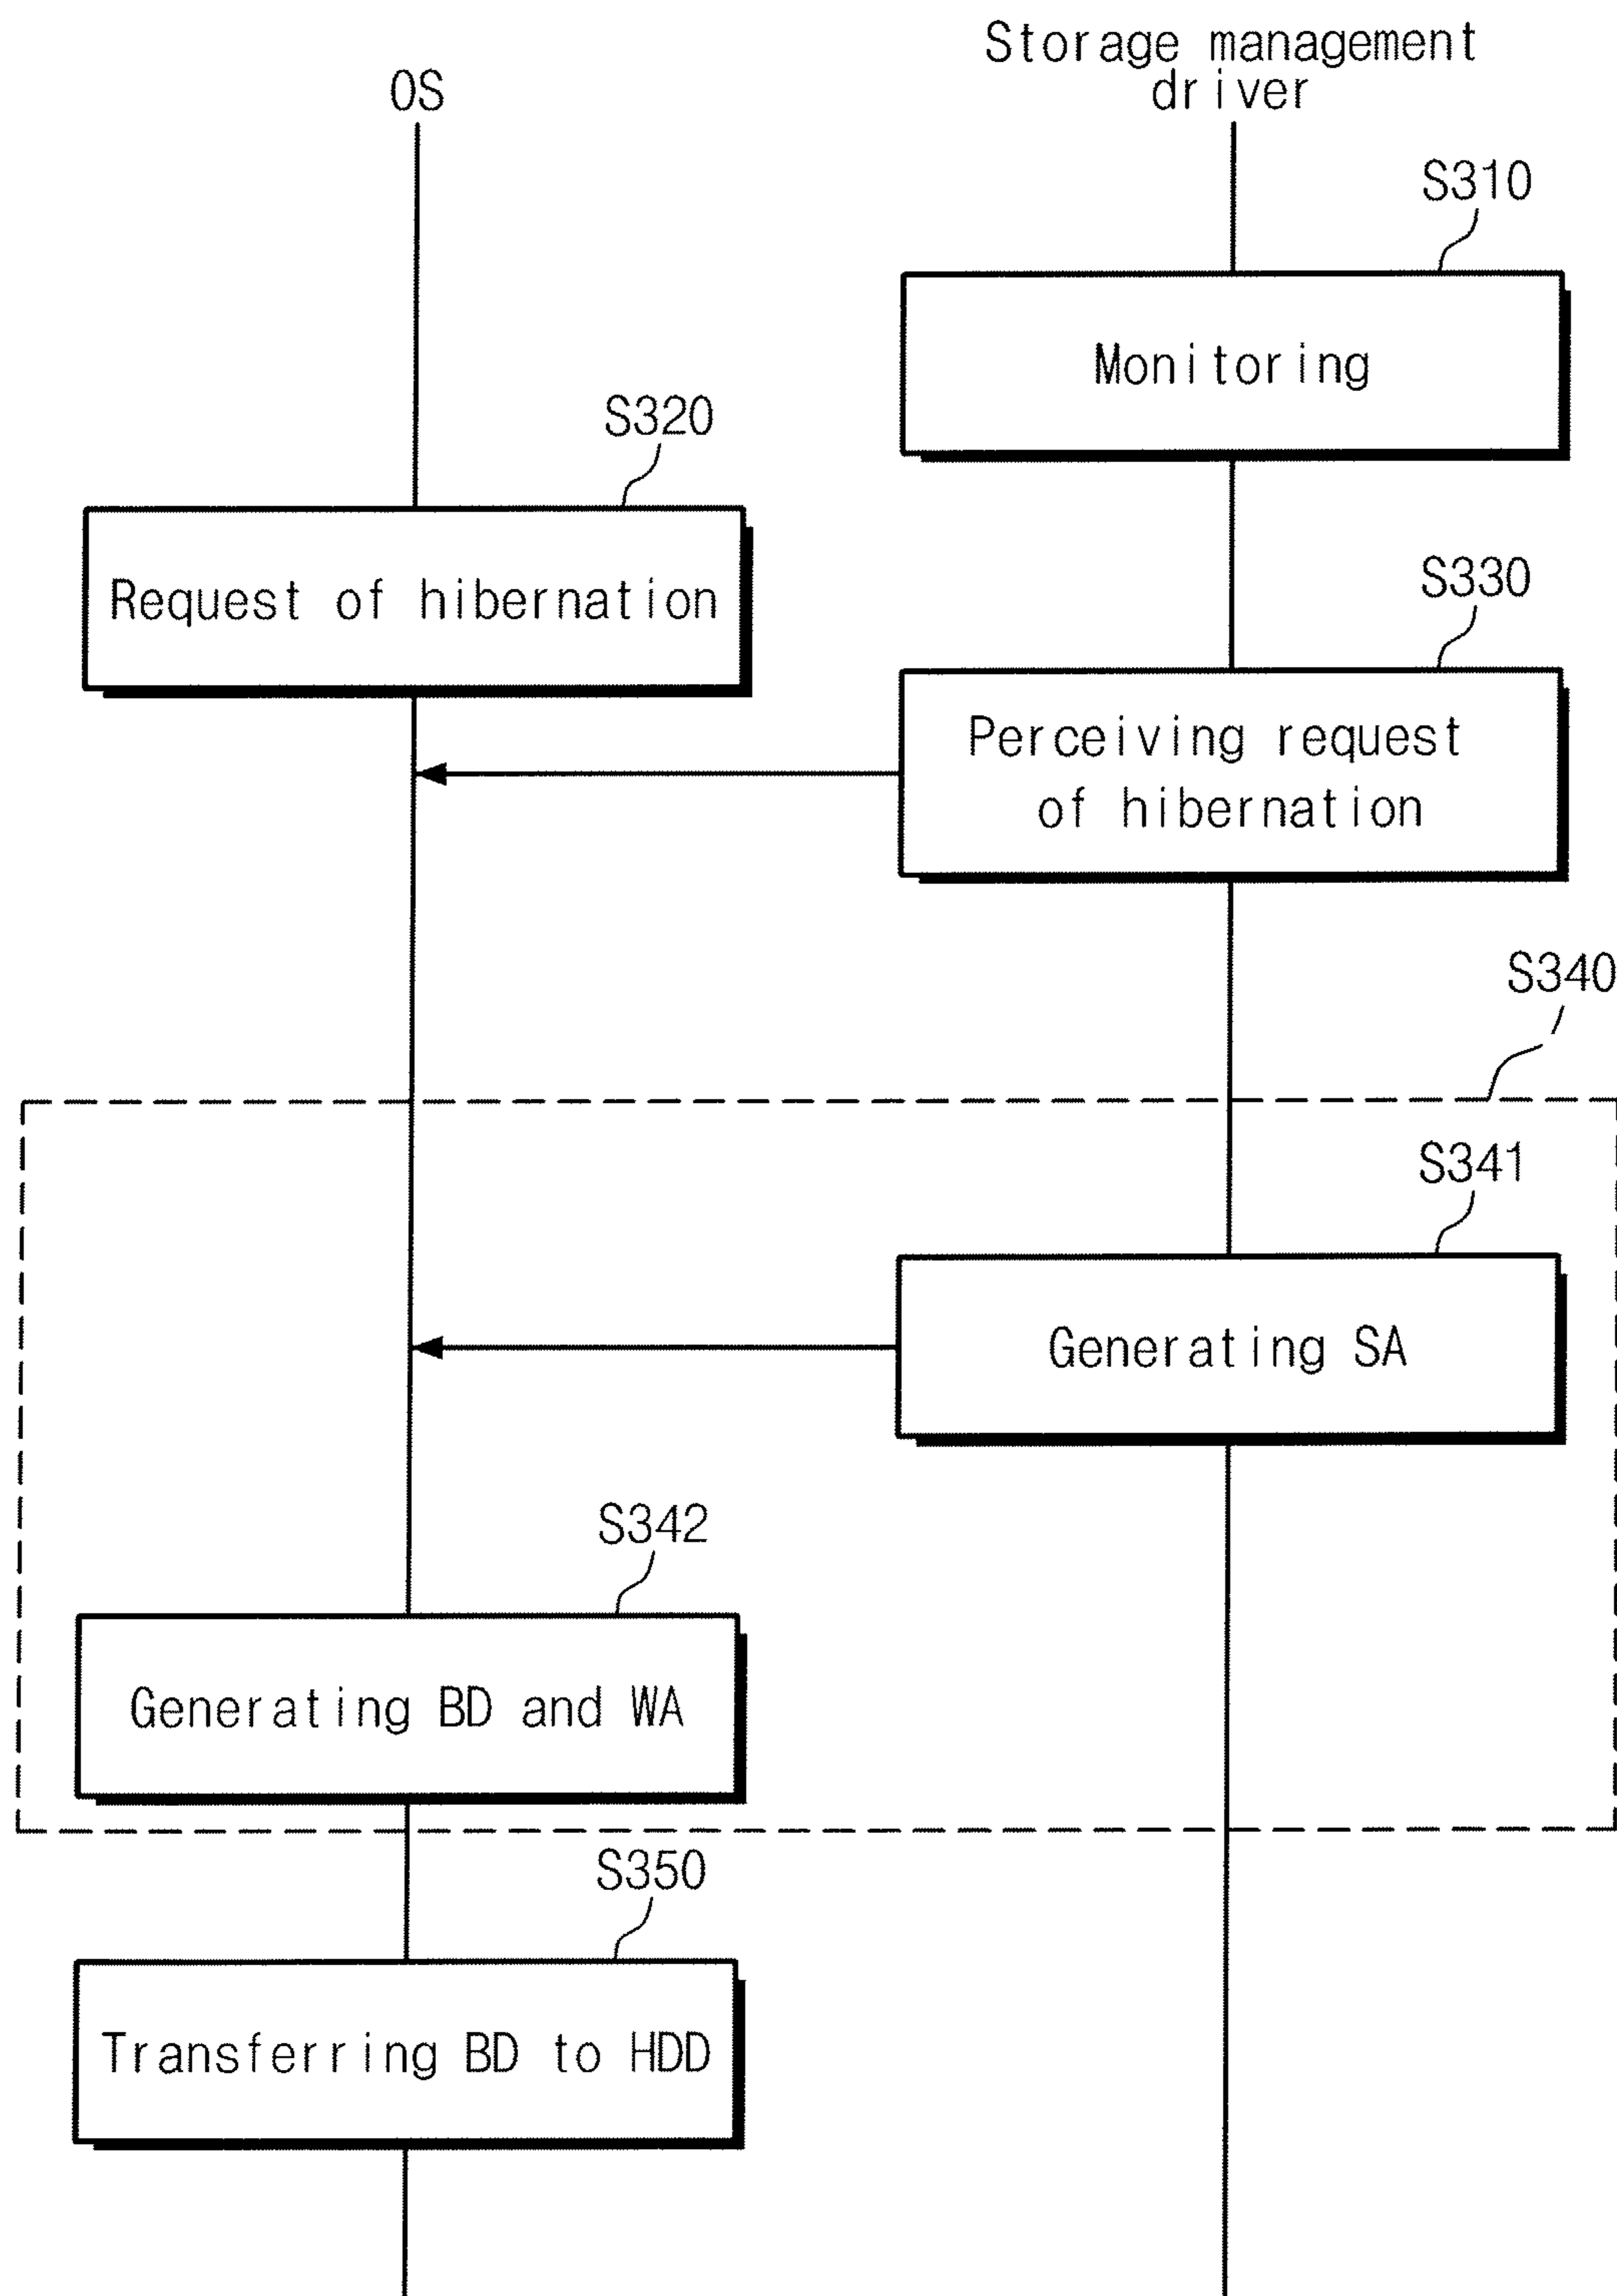 Storage management
driver
OS
S310
Monitoring
S320
Request of hibernation
S330
Perceiving request
of hibernation
S340
S341
Generating SA
S342
Generating BD and WA
S350
Transferring BD to HDD